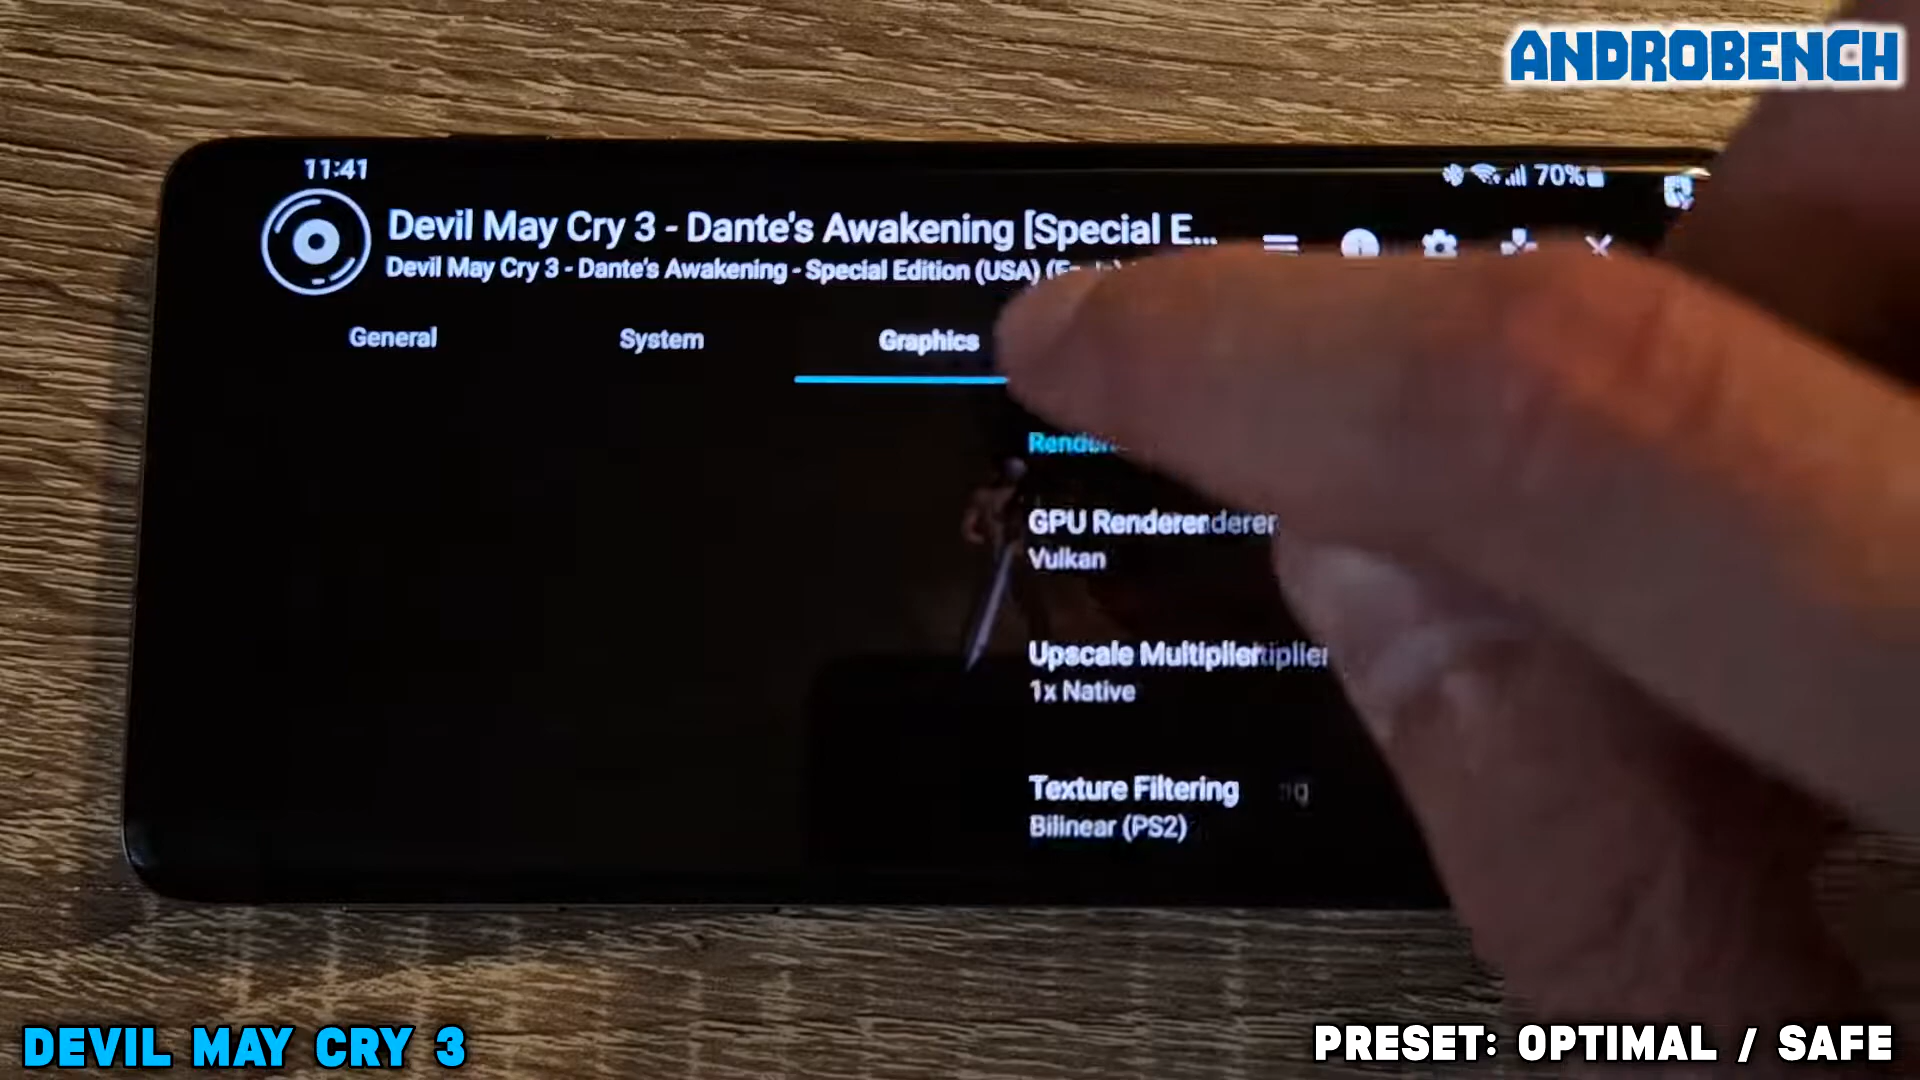 ANDROBENCH
11:41
70%
Devil May Cry 3 - Dante's Awakening [Special E...
Devil May Cry 3 - Dante's Awakening - Special Edition (USA)
General
System
Graphics
GPU Renderer
Vulkan
Upscale Multiplier
1x Native
Texture Filtering
Bilinear (PS2)
DEVIL MAY CRY 3
PRESET: OPTIMAL / SAFE